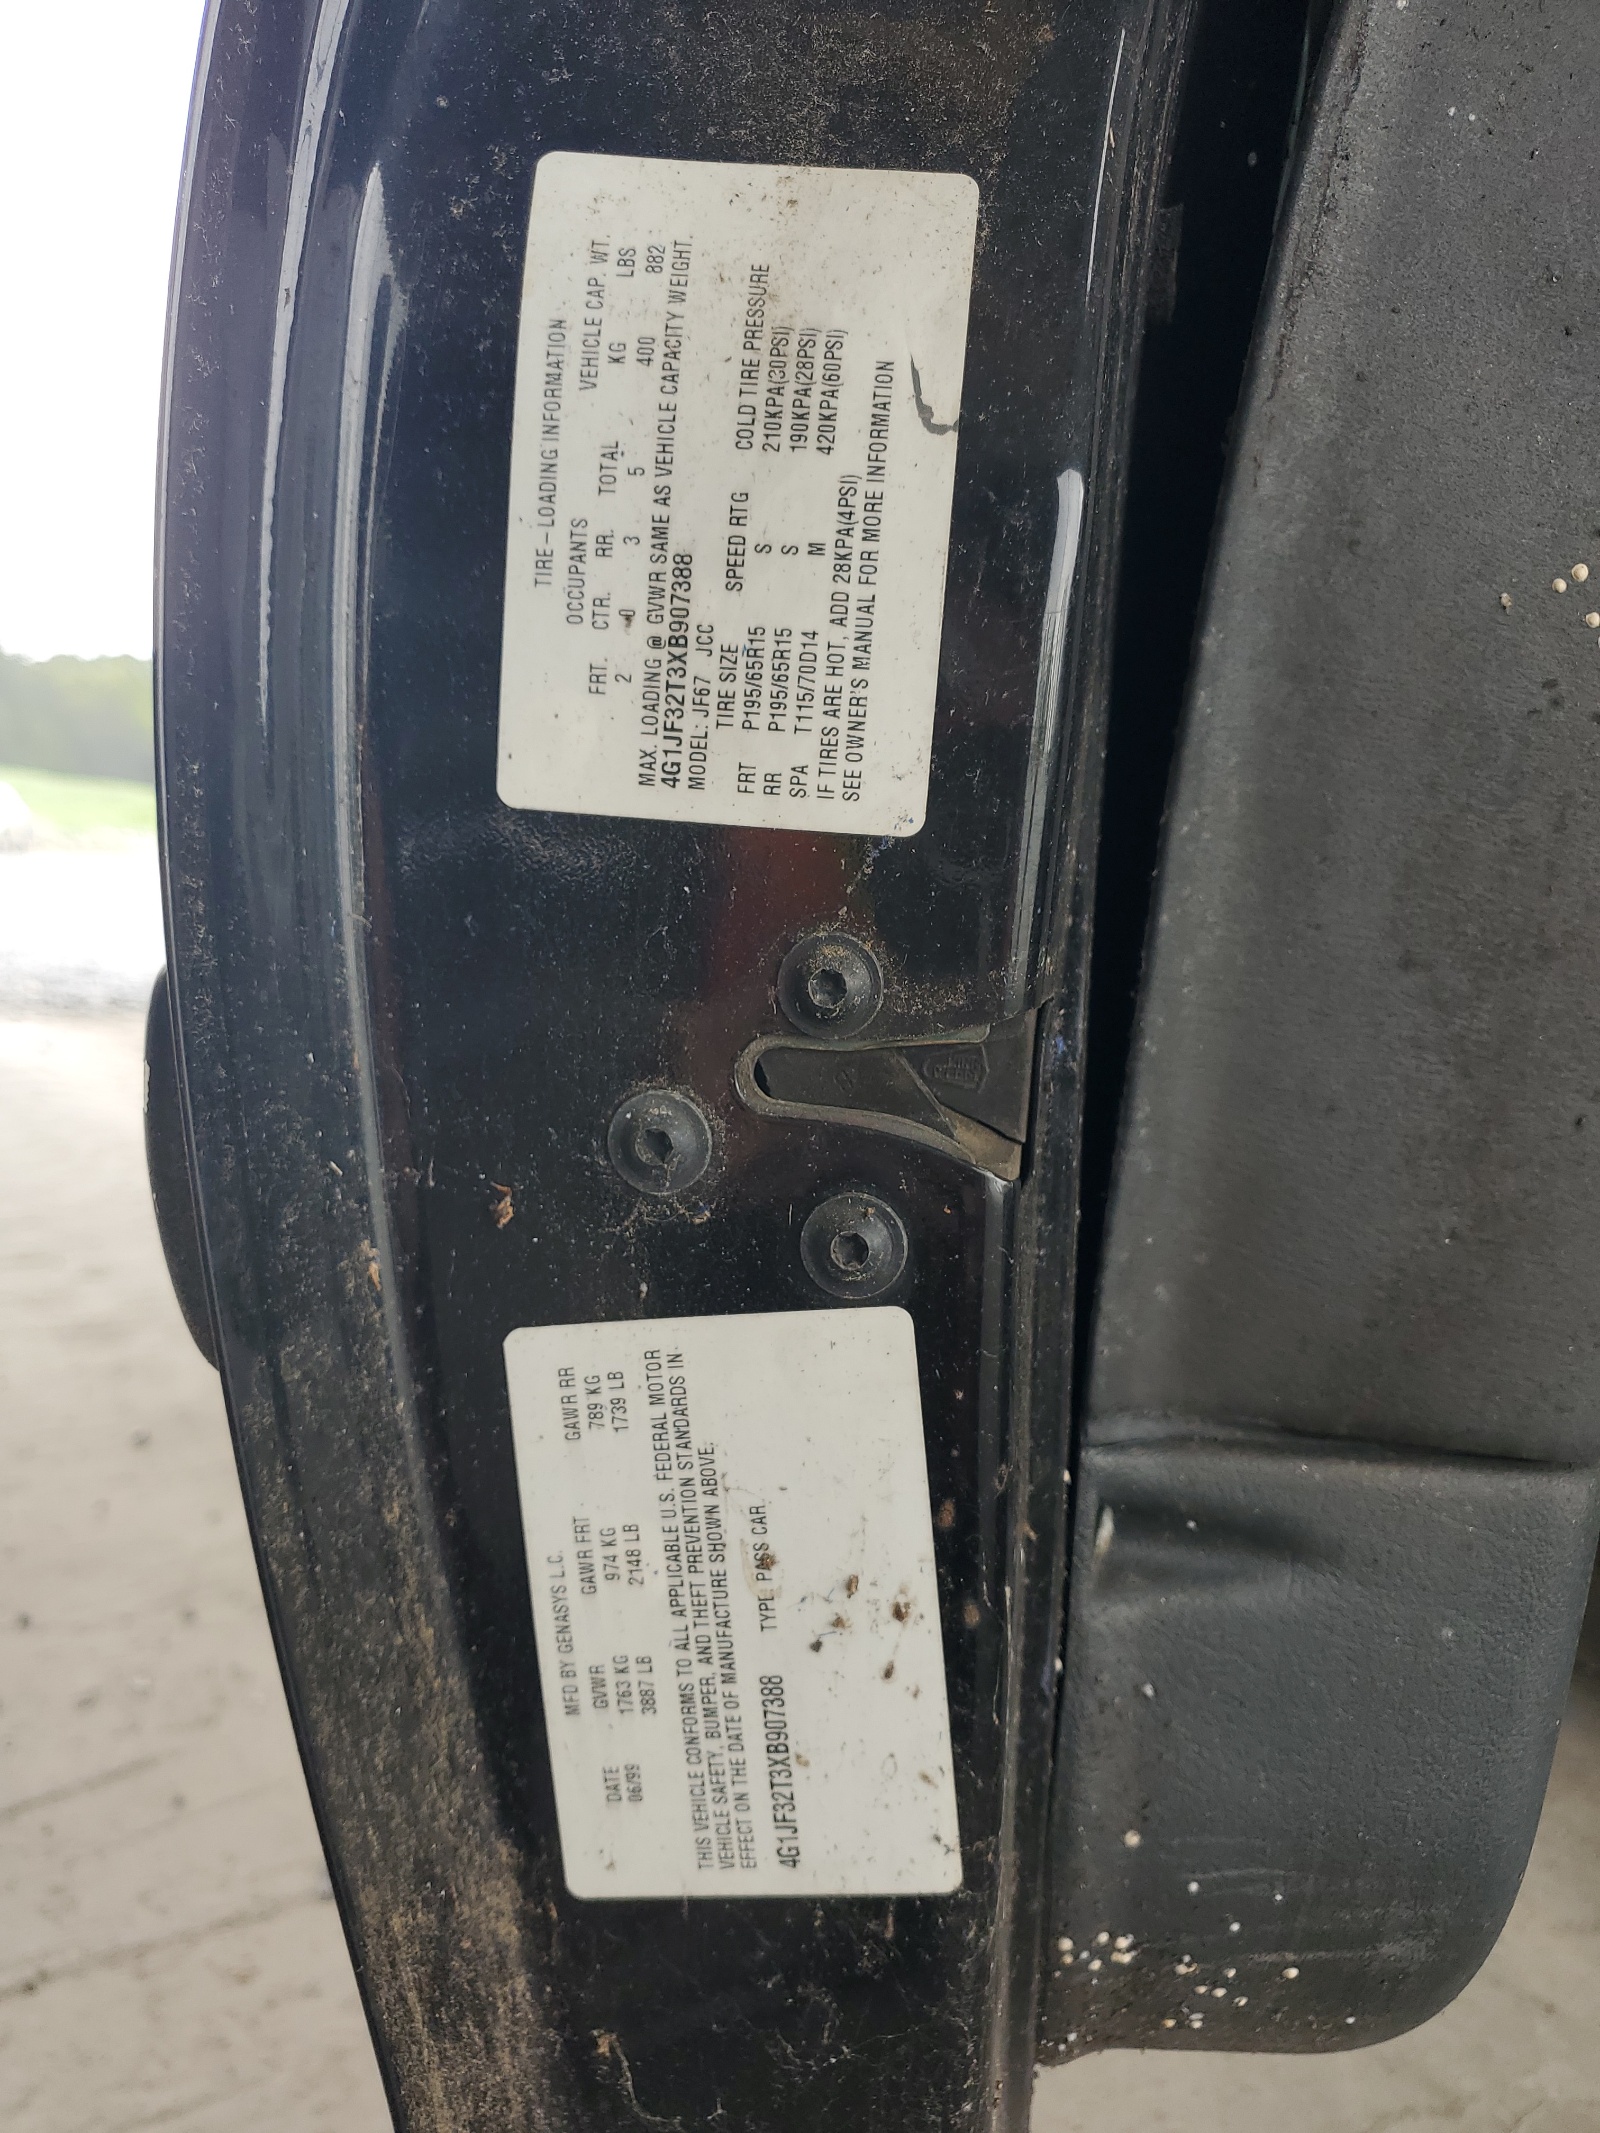 TIRE-LOADING INFORMATION
OCCUPANTS VEHICLE CAP. WT.
FRT. CTR. RR. TOTAL KG LBS
2 0 3 5 400 882
MAX. LOADING @ GVWR SAME AS VEHICLE CAPACITY WEIGHT.
4G1JF32T3XB907388
MODEL: JF67 JCC
TIRE SIZE SPEED RTG COLD TIRE PRESSURE
FRT P195/65R15 S 210KPA(30PSI)
RR P195/65R15 S 190KPA(28PSI)
SPA T115/70D14 M 420KPA(60PSI)
IF TIRES ARE HOT, ADD 28KPA(4PSI)
SEE OWNER'S MANUAL FOR MORE INFORMATION
MFD BY GENASYS L.C.
DATE GVWR GAWR FRT GAWR RR
06/99 1763 KG 974 KG 789 KG
3887 LB 2148 LB 1739 LB
THIS VEHICLE CONFORMS TO ALL APPLICABLE U.S. FEDERAL MOTOR
VEHICLE SAFETY, BUMPER, AND THEFT PREVENTION STANDARDS IN
EFFECT ON THE DATE OF MANUFACTURE SHOWN ABOVE.
4G1JF32T3XB907388 TYPE PASS CAR